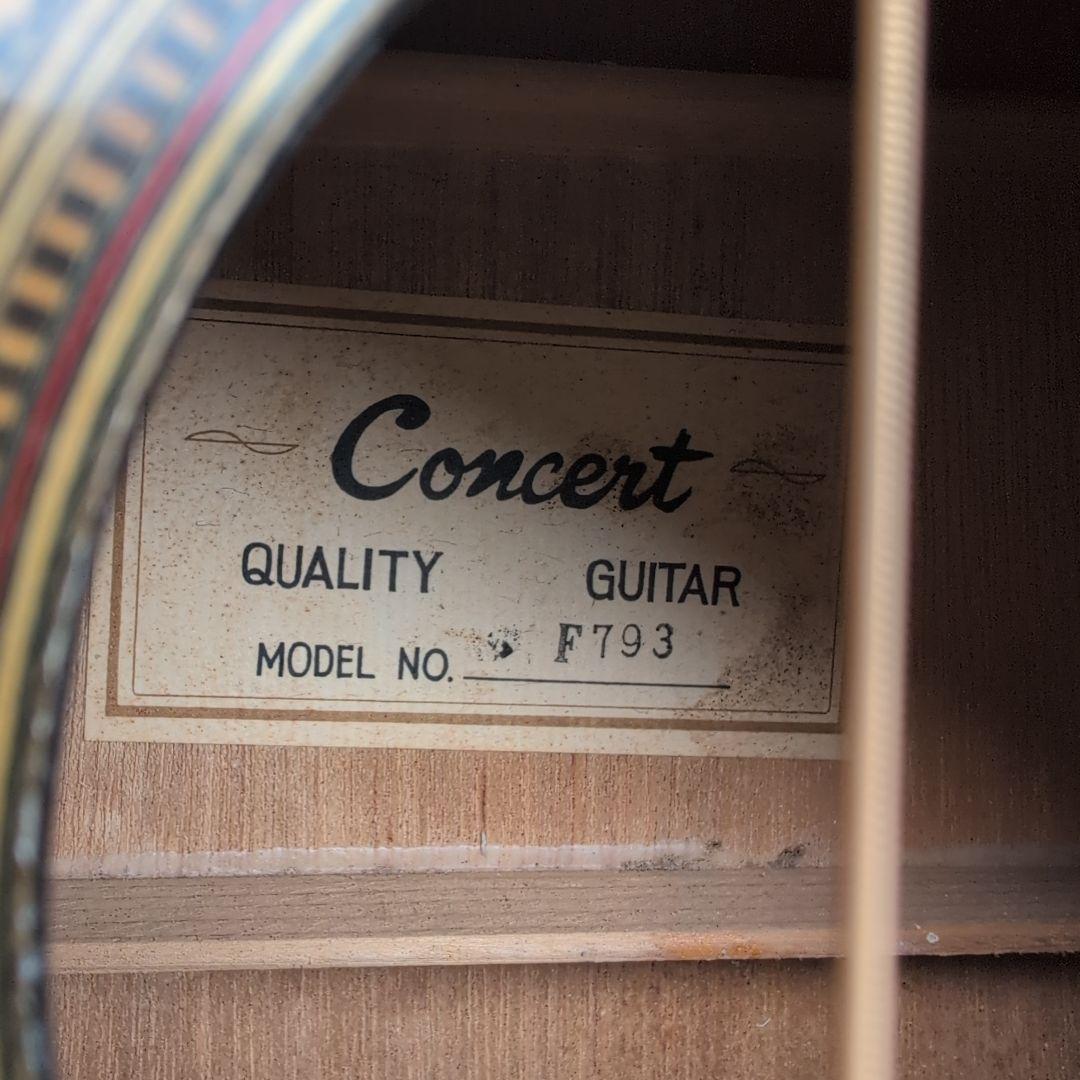 Concert
QUALITY GUITAR
MODEL NO. F793